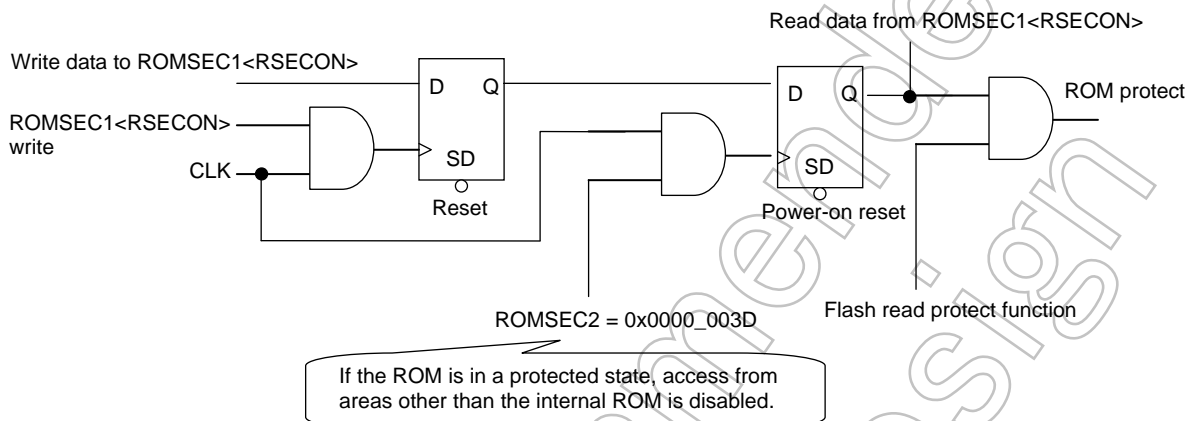 Read data from ROMSEC1<RSECON>
Write data to ROMSEC1<RSECON>
D Q
D Q
ROM protect
ROMSEC1<RSECON>
write
CLK
SD
SD
Reset
Power-on reset
ROMSEC2 = 0x0000_003D
Flash read protect function
If the ROM is in a protected state, access from
areas other than the internal ROM is disabled.